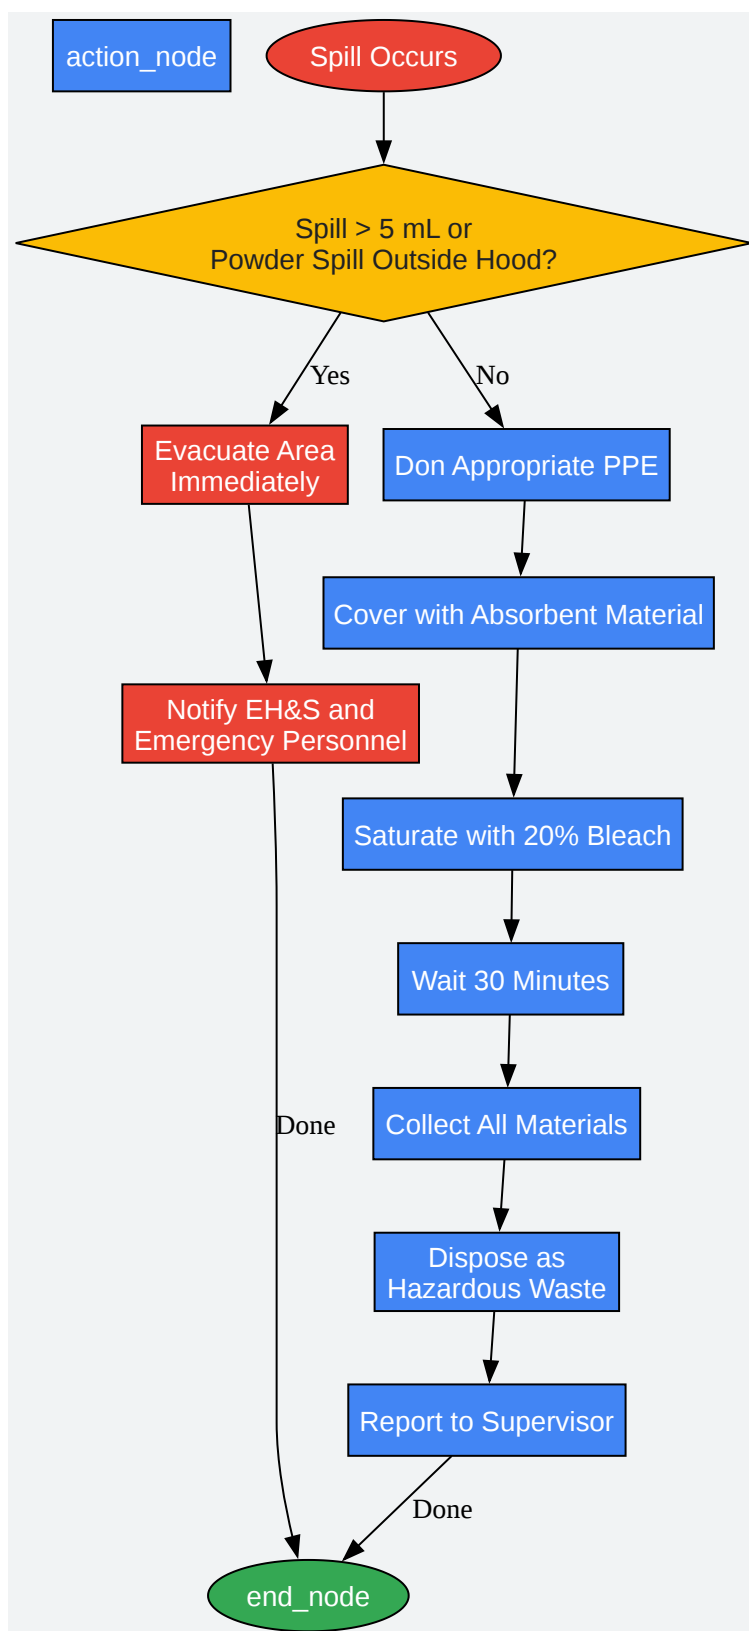 action_node
Spill Occurs
Spill > 5 mL or
Powder Spill Outside Hood?
Yes
No
Evacuate Area
Immediately
Don Appropriate PPE
Cover with Absorbent Material
Notify EH&S and
Emergency Personnel
Saturate with 20% Bleach
Wait 30 Minutes
Done
Collect All Materials
Dispose as
Hazardous Waste
Report to Supervisor
Done
end_node